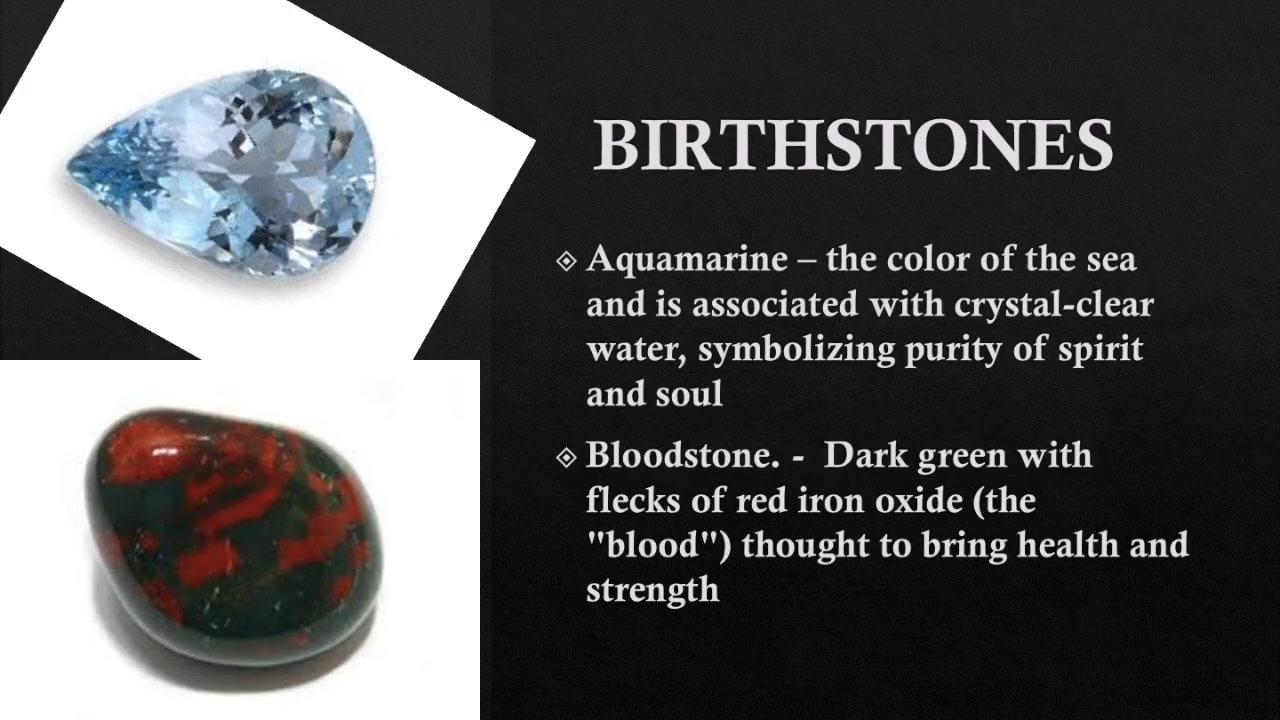 BIRTHSTONES
Aquamarine – the color of the sea
and is associated with crystal-clear
water, symbolizing purity of spirit
and soul
Bloodstone. -  Dark green with
flecks of red iron oxide (the
"blood") thought to bring health and
strength